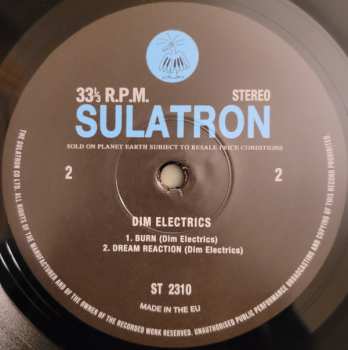 33⅓ R.P.M. STEREO
SULATRON
SOLD ON PLANET EARTH SUBJECT TO RESALE PRICE CONDITIONS
2 2
DIM ELECTRICS
1. BURN (Dim Electrics)
2. DREAM REACTION (Dim Electrics)
ST 2310
MADE IN THE EU
THE SULATRON CO LTD. ALL RIGHTS OF THE MANUFACTURER AND OF THE OWNER OF THE RECORDED WORK RESERVED. UNAUTHORISED PUBLIC PERFORMANCE BROADCASTING AND COPYING OF THIS RECORD PROHIBITED.